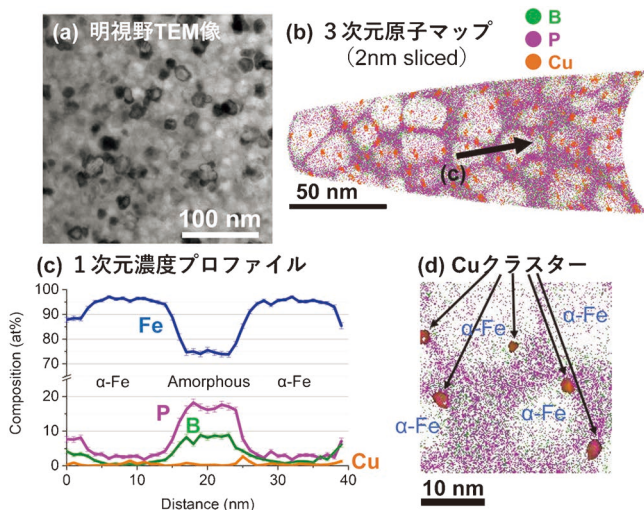 (a) 明視野TEM像
100 nm
(b) 3次元原子マップ
(2nm sliced)
B
P
Cu
(c)
50 nm
(c) 1次元濃度プロファイル
100
90
80
70
20
10
0
Composition (at%)
Fe
α-Fe Amorphous α-Fe
P
B
Cu
0 10 20 30 40
Distance (nm)
(d) Cuクラスター
α-Fe
α-Fe
α-Fe
α-Fe
10 nm